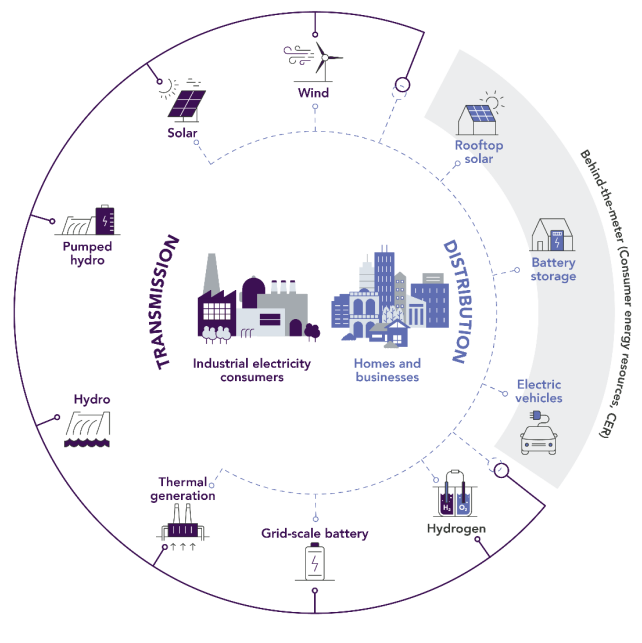 Wind
Solar
Rooftop
solar
Behind-the-meter (Consumer energy resources, CER)
Pumped
hydro
TRANSMISSION
DISTRIBUTION
Battery
storage
Industrial electricity
consumers
Homes and
businesses
Hydro
Electric
vehicles
Thermal
generation
Grid-scale battery
H₂
O₂
Hydrogen